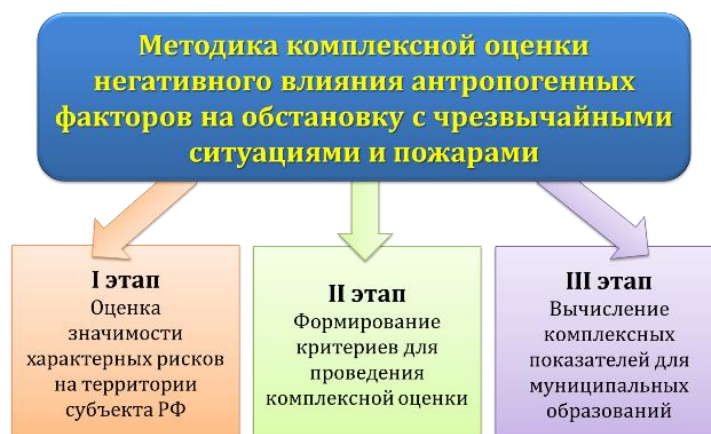 Методика комплексной оценки
негативного влияния антропогенных
факторов на обстановку с чрезвычайными
ситуациями и пожарами
I этап
Оценка
значимости
характерных рисков
на территории
субъекта РФ
II этап
Формирование
критериев для
проведения
комплексной оценки
III этап
Вычисление
комплексных
показателей для
муниципальных
образований